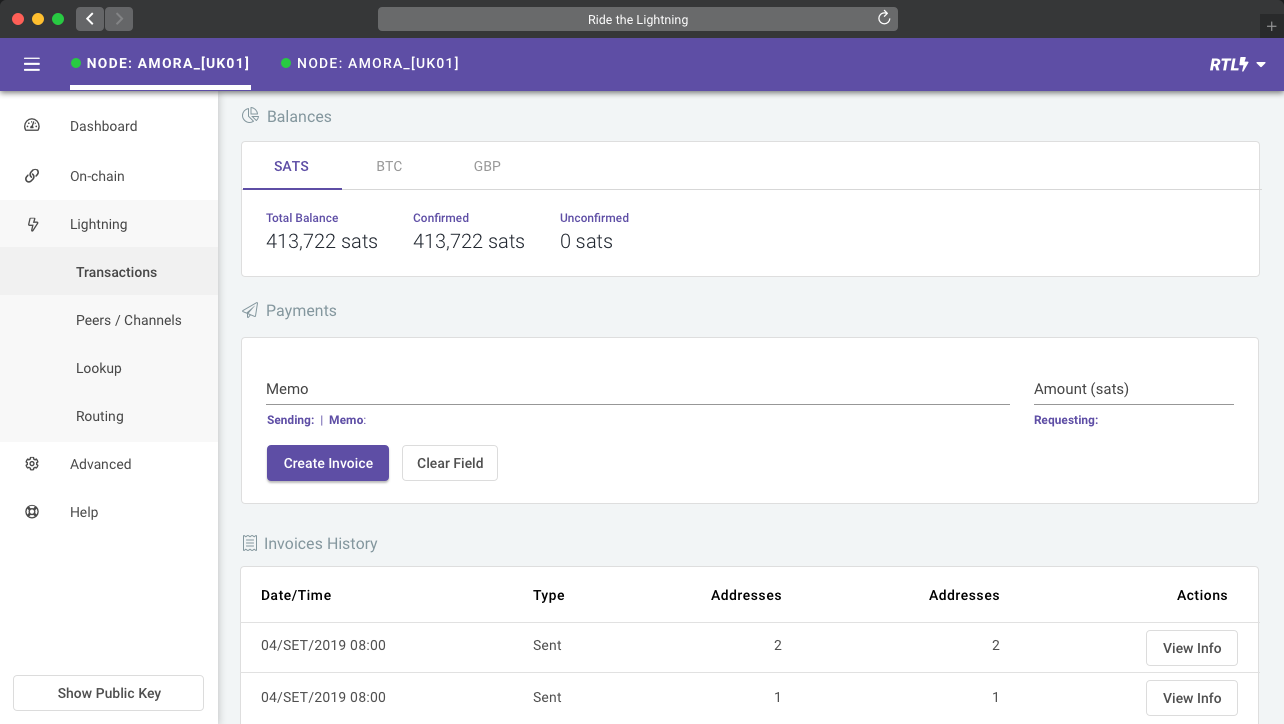 Ride the Lightning
NODE: AMORA_[UK01]
NODE: AMORA_[UK01]
RTL
Dashboard
On-chain
Lightning
Transactions
Peers / Channels
Lookup
Routing
Advanced
Help
Show Public Key
Balances
SATS BTC GBP
Total Balance Confirmed Unconfirmed
413,722 sats 413,722 sats 0 sats
Payments
Memo Amount (sats)
Sending: | Memo: Requesting:
Create Invoice Clear Field
Invoices History
Date/Time Type Addresses Addresses Actions
04/SET/2019 08:00 Sent 2 2 View Info
04/SET/2019 08:00 Sent 1 1 View Info